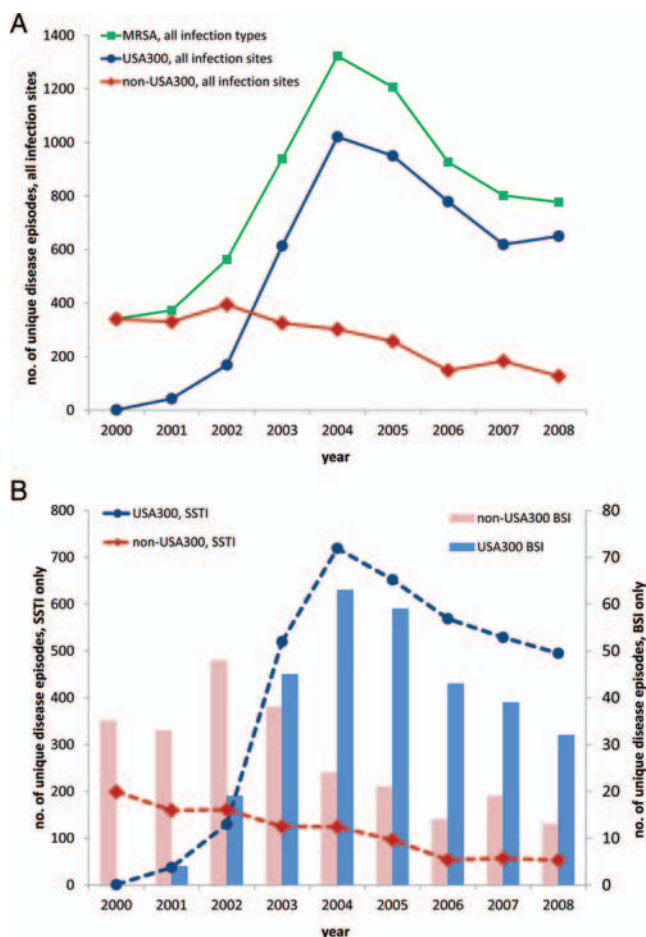 A
MRSA, all infection types
USA300, all infection sites
non-USA300, all infection sites
no. of unique disease episodes, all infection sites
1400
1200
1000
800
600
400
200
0
2000 2001 2002 2003 2004 2005 2006 2007 2008
year
B
USA300, SSTI
non-USA300, SSTI
non-USA300 BSI
USA300 BSI
no. of unique disease episodes, SSTI only
800
700
600
500
400
300
200
100
0
80
70
60
50
40
30
20
10
0
no. of unique disease episodes, BSI only
2000 2001 2002 2003 2004 2005 2006 2007 2008
year